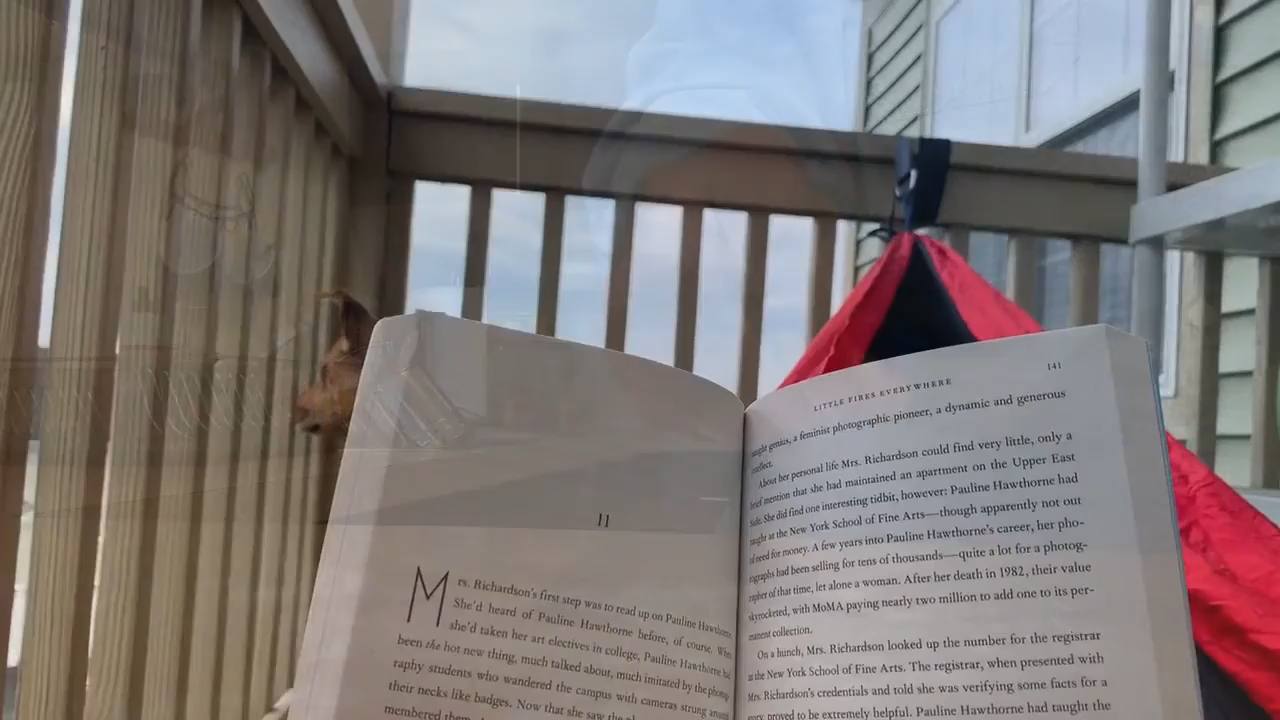 11
Mrs. Richardson's first step was to read up on Pauline Hawthorne.
She'd heard of Pauline Hawthorne before, of course. When
she'd taken her art electives in college, Pauline Hawthorne had
been the hot new thing, much talked about, much imitated by the photog-
raphy students who wandered the campus with cameras strung around
their necks like badges. Now that she saw the
membered them.
LITTLE FIRES EVERYWHERE
141
taught genius, a feminist photographic pioneer, a dynamic and generous
intellect.
About her personal life Mrs. Richardson could find very little, only a
brief mention that she had maintained an apartment on the Upper East
Side. She did find one interesting tidbit, however: Pauline Hawthorne had
taught at the New York School of Fine Arts—though apparently not out
of need for money. A few years into Pauline Hawthorne's career, her pho-
tographs had been selling for tens of thousands—quite a lot for a photog-
rapher of that time, let alone a woman. After her death in 1982, their value
skyrocketed, with MoMA paying nearly two million to add one to its per-
manent collection.
On a hunch, Mrs. Richardson looked up the number for the registrar
at the New York School of Fine Arts. The registrar, when presented with
Mrs. Richardson's credentials and told she was verifying some facts for a
story, proved to be extremely helpful. Pauline Hawthorne had taught the